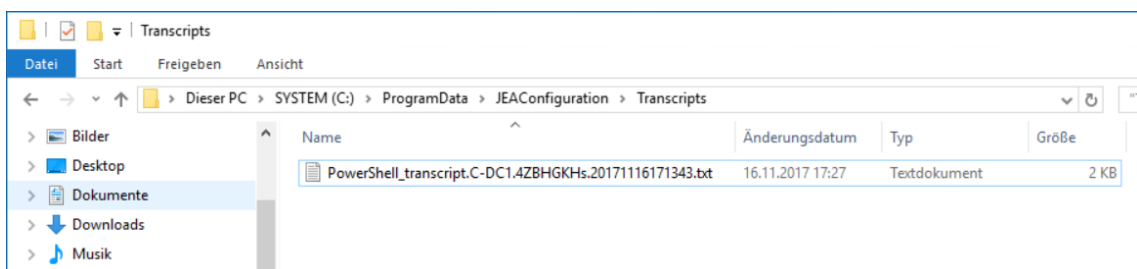 Transcripts
Datei Start Freigeben Ansicht
Dieser PC > SYSTEM (C:) > ProgramData > JEAConfiguration > Transcripts
Bilder
Desktop
Dokumente
Downloads
Musik
Name Änderungsdatum Typ Größe
PowerShell_transcript.C-DC1.4ZBHGKHs.20171116171343.txt 16.11.2017 17:27 Textdokument 2 KB